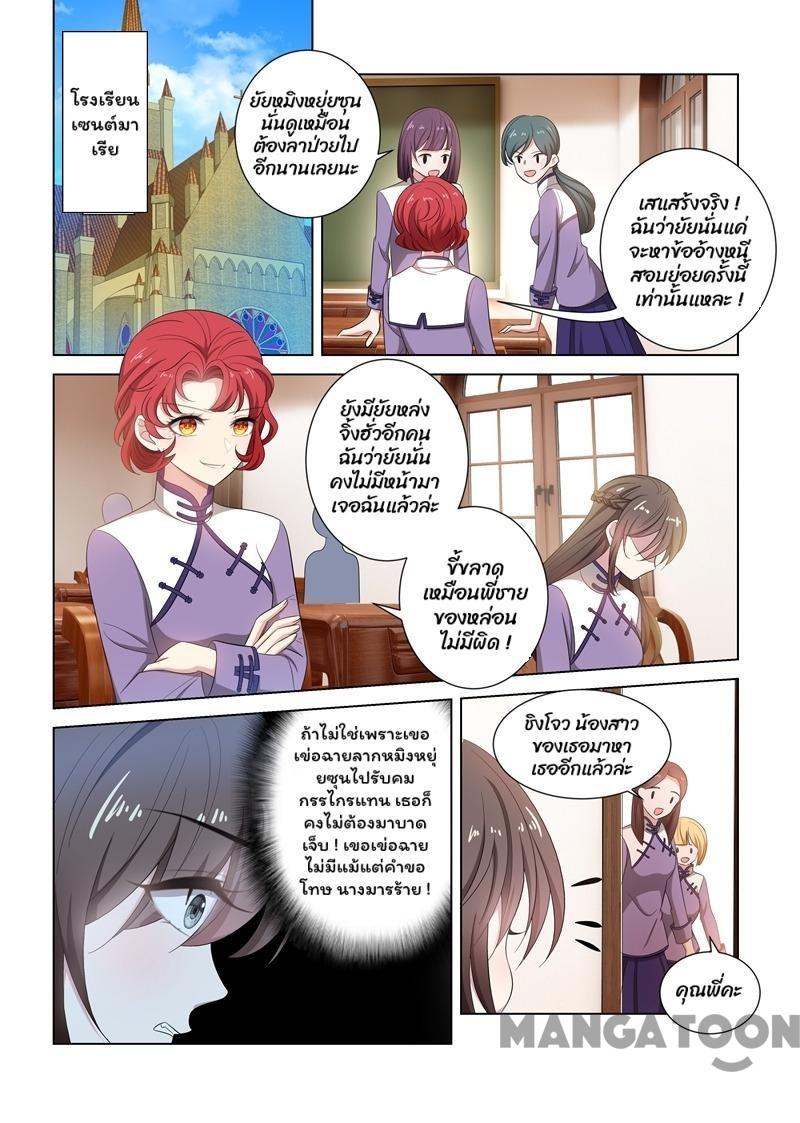 โรงเรียน
เซนต์มา
เรีย
ยัยหมิงหยุ่ยซุน
นั่นดูเหมือน
ต้องลาป่วยไป
อีกนานเลยนะ
เสแสร้งจริง !
ฉันว่ายัยนั่นแค่
จะหาข้ออ้างหนี
สอบย่อยครั้งนี้
เท่านั้นแหละ !
ยังมียัยหล่ง
จิ้งฮั่วอีกคน
ฉันว่ายัยนั่น
คงไม่มีหน้ามา
เจอฉันแล้วล่ะ
ขี้ขลาด
เหมือนพี่ชาย
ของหล่อน
ไม่มีผิด !
ถ้าไม่ใช่เพราะเขอ
เข่อฉายลากหมิงหยุ่
ยซุนไปรับคม
กรรไกรแทน เธอก็
คงไม่ต้องมาบาด
เจ็บ ! เขอเข่อฉาย
ไม่มีแม้แต่คำขอ
โทษ นางมารร้าย !
ชิงโจว น้องสาว
ของเธอมาหา
เธออีกแล้วล่ะ
คุณพี่คะ
MANGATOON